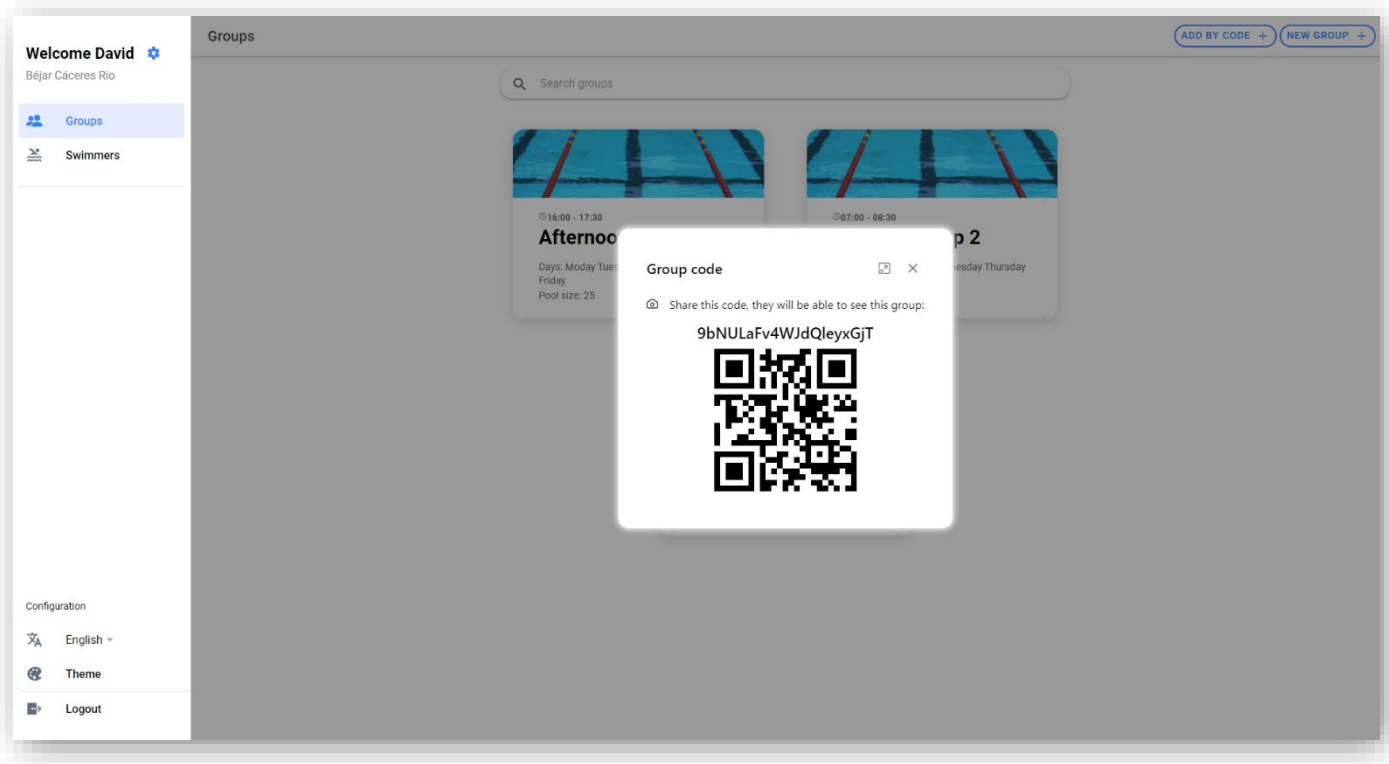 Welcome David
Béjar Cáceres Rio
Groups
Swimmers
Configuration
English
Theme
Logout
Groups
ADD BY CODE +
NEW GROUP +
Search groups
16:00 - 17:30
Afternoo
Days: Moday Tues
Friday
Pool size: 25
07:00 - 08:30
p 2
esday Thursday
Group code
Share this code, they will be able to see this group:
9bNULaFv4WJdQleyxGjT